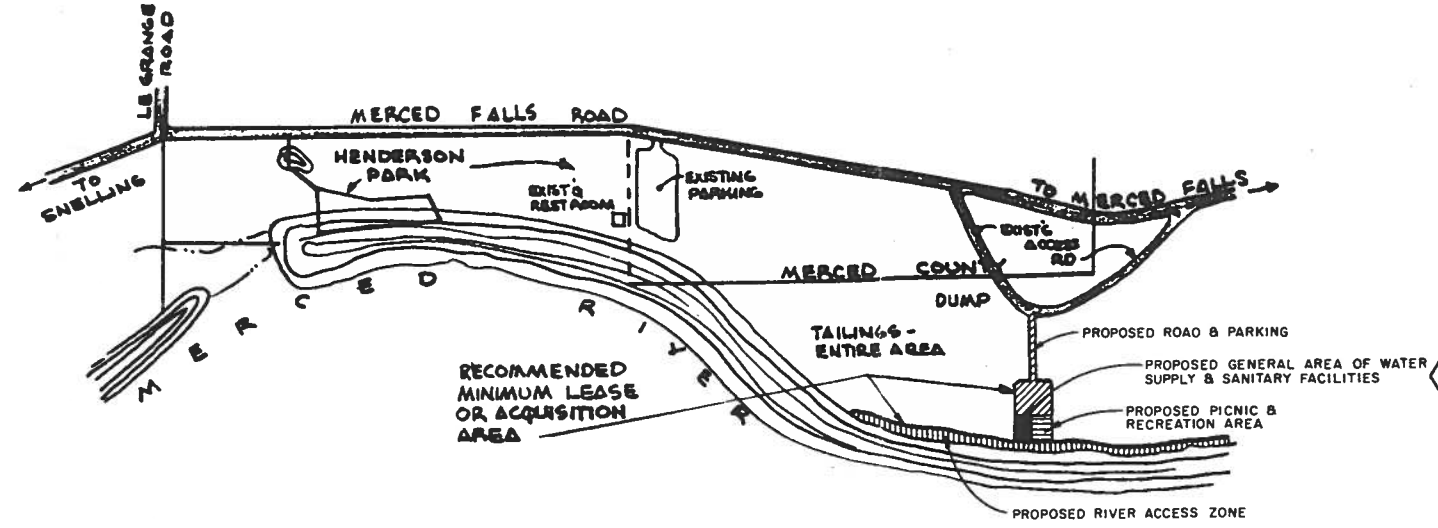 LE GRANGE
ROAD
MERCED FALLS ROAD
TO
SNELLING
HENDERSON
PARK
EXIST'G
RESTROOM
EXISTING
PARKING
TO MERCED FALLS
EXIST'G
ACCESS
RD
MERCED COUNTY
DUMP
MERCED RIVER
TAILINGS -
ENTIRE AREA
RECOMMENDED
MINIMUM LEASE
OR ACQUISITION
AREA
PROPOSED ROAD & PARKING
PROPOSED GENERAL AREA OF WATER
SUPPLY & SANITARY FACILITIES
PROPOSED PICNIC &
RECREATION AREA
PROPOSED RIVER ACCESS ZONE